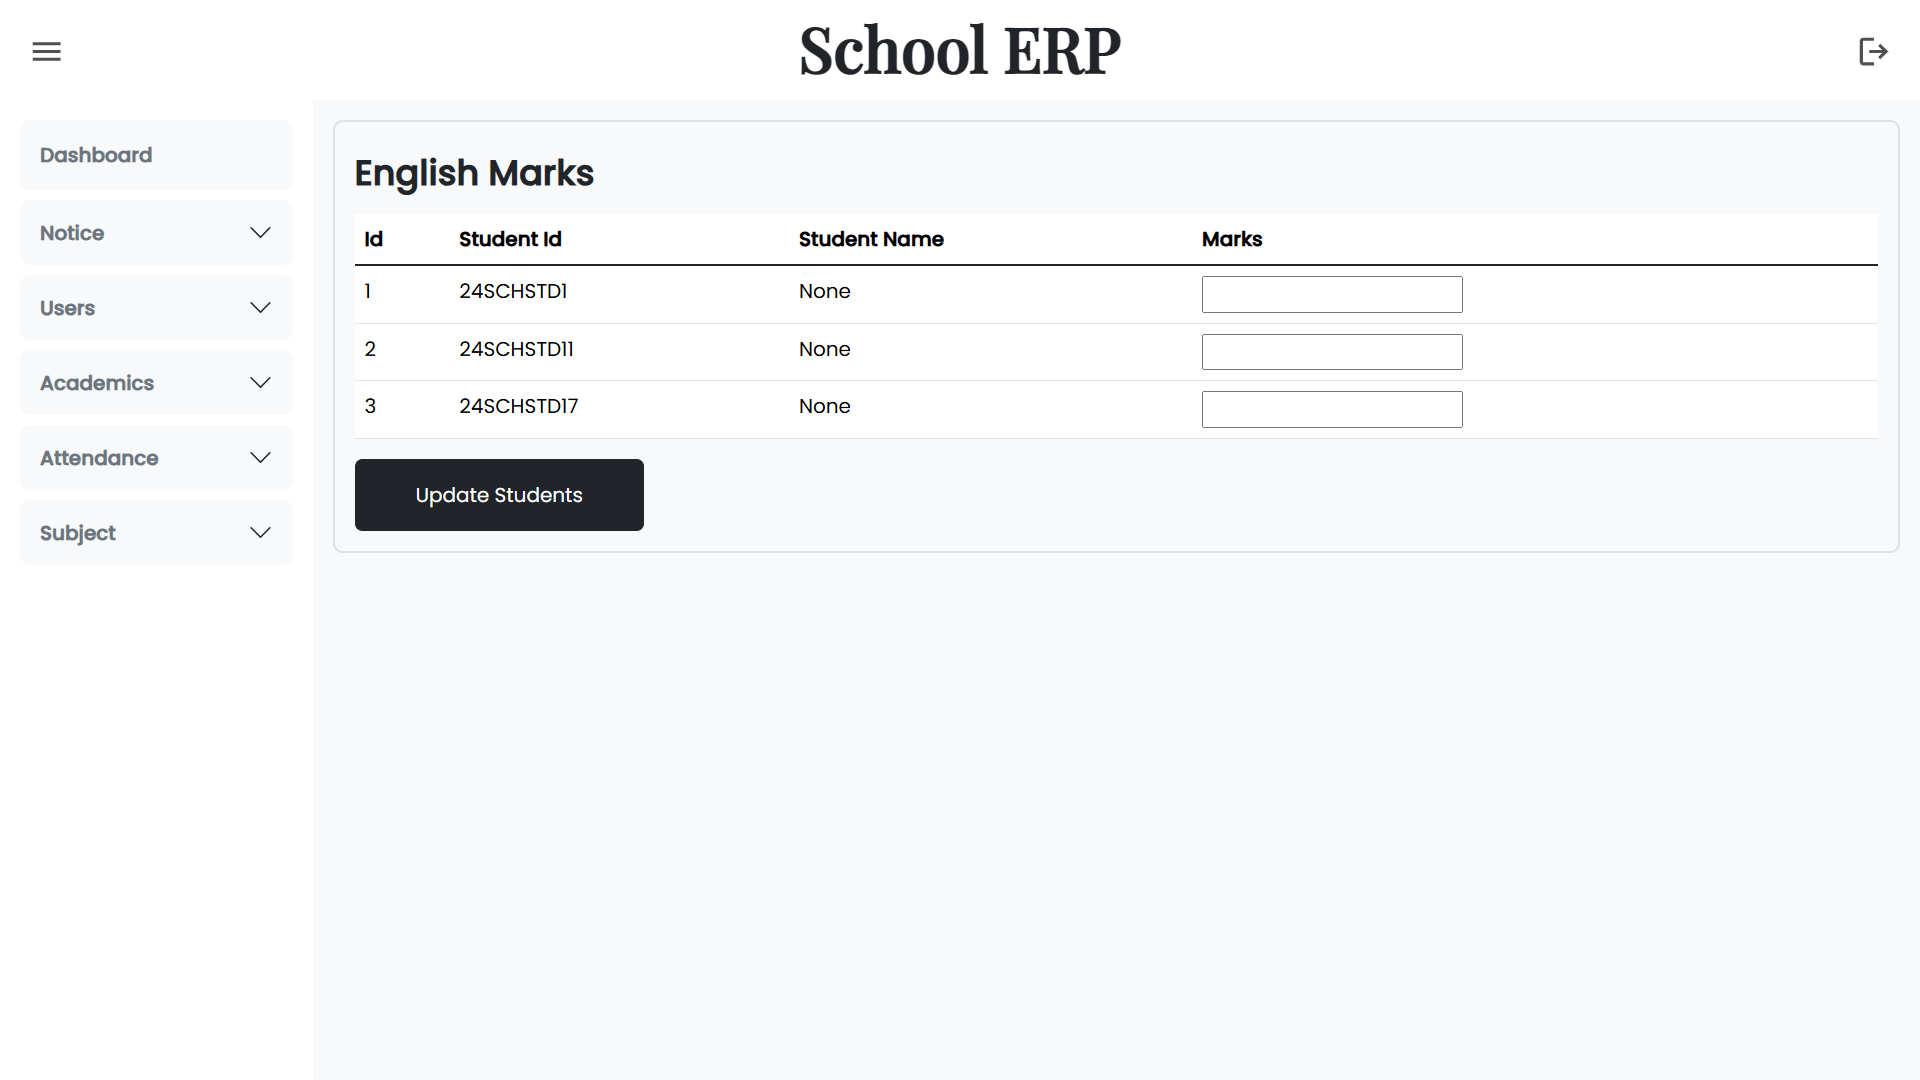 School ERP
Dashboard
Notice
Users
Academics
Attendance
Subject
English Marks
Id Student Id Student Name Marks
1 24SCHSTD1 None
2 24SCHSTD11 None
3 24SCHSTD17 None
Update Students